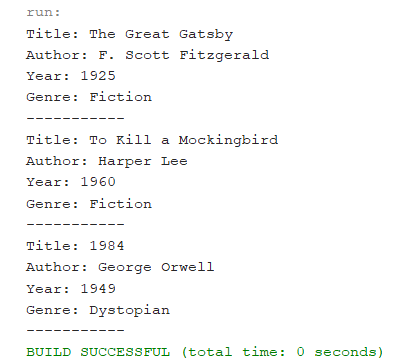 run:
Title: The Great Gatsby
Author: F. Scott Fitzgerald
Year: 1925
Genre: Fiction
-----------
Title: To Kill a Mockingbird
Author: Harper Lee
Year: 1960
Genre: Fiction
-----------
Title: 1984
Author: George Orwell
Year: 1949
Genre: Dystopian
-----------
BUILD SUCCESSFUL (total time: 0 seconds)